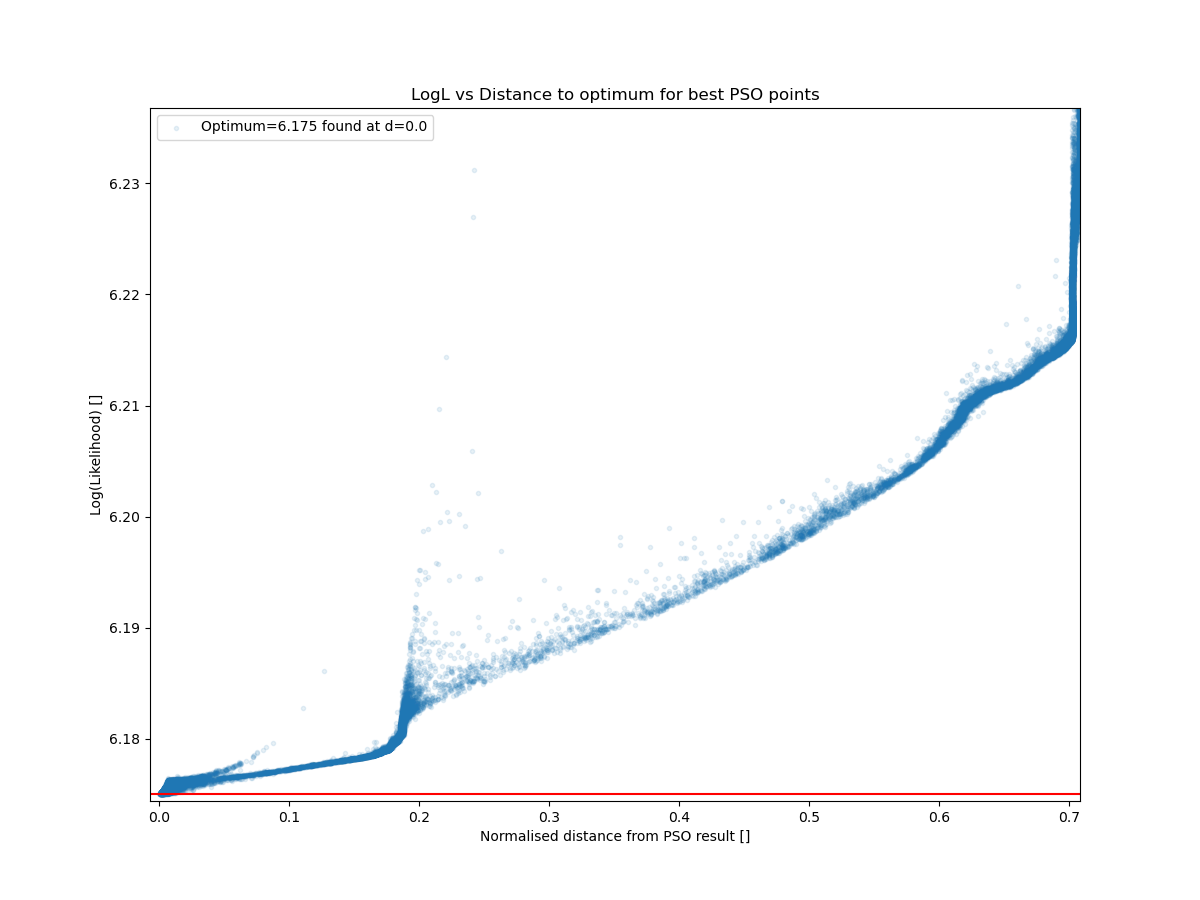 LogL vs Distance to optimum for best PSO points
Optimum=6.175 found at d=0.0
6.23
6.22
6.21
6.20
6.19
6.18
Log(Likelihood) []
0.0 0.1 0.2 0.3 0.4 0.5 0.6 0.7
Normalised distance from PSO result []